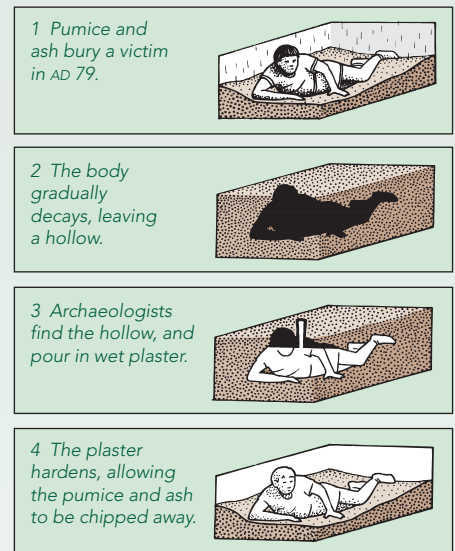 1 Pumice and
ash bury a victim
in AD 79.
2 The body
gradually
decays, leaving
a hollow.
3 Archaeologists
find the hollow, and
pour in wet plaster.
4 The plaster
hardens, allowing
the pumice and ash
to be chipped away.